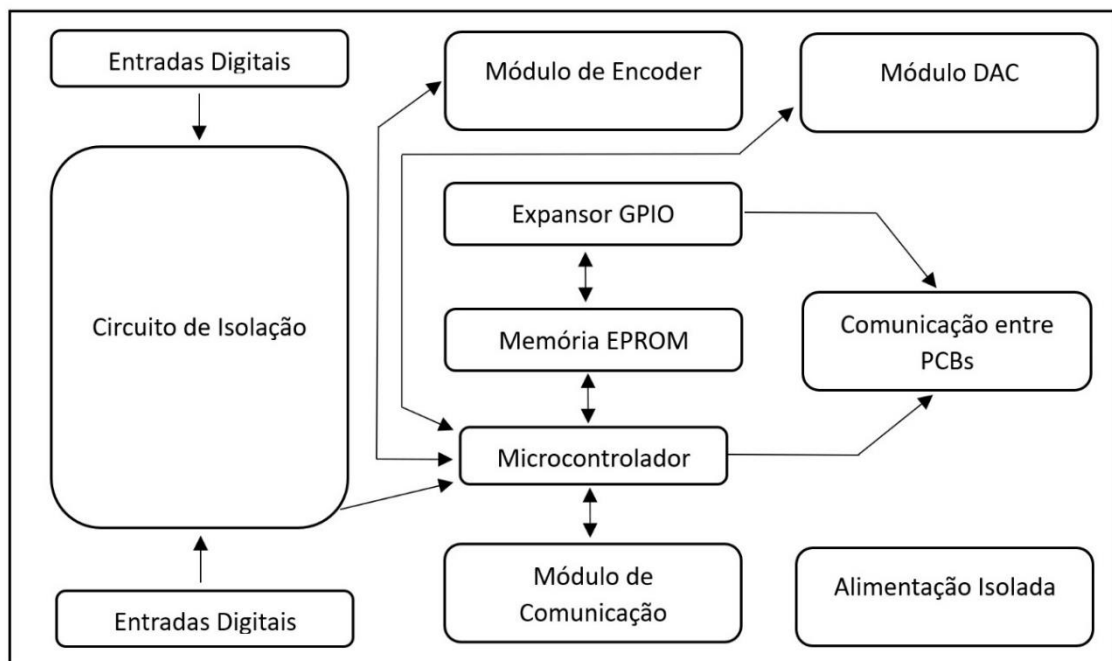 Entradas Digitais
Módulo de Encoder
Módulo DAC
Expansor GPIO
Circuito de Isolação
Memória EPROM
Comunicação entre
PCBs
Microcontrolador
Módulo de
Comunicação
Alimentação Isolada
Entradas Digitais